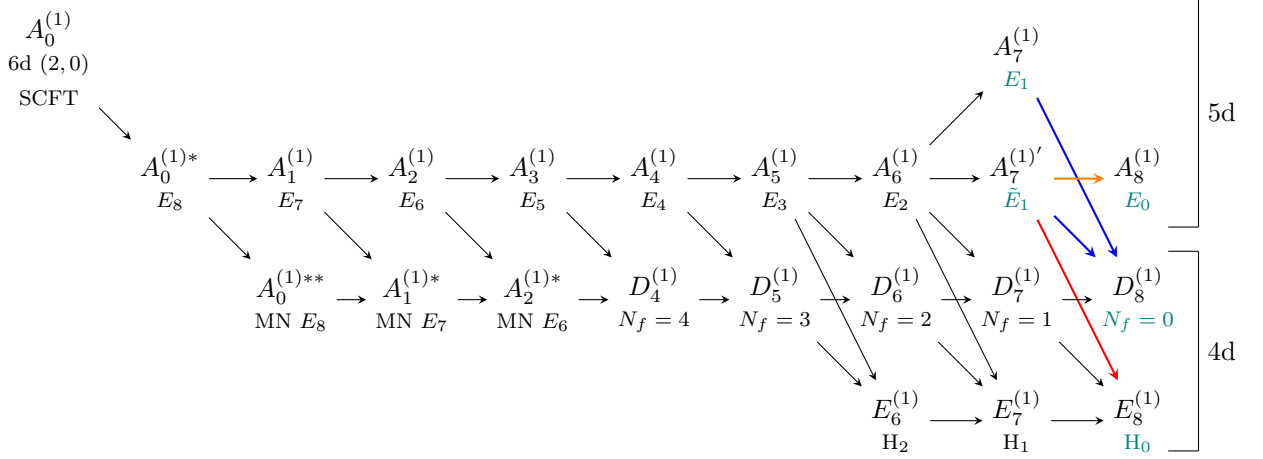 A_0^{(1)}
6d (2, 0)
SCFT
A_7^{(1)}
E_1
5d
A_0^{(1)*} A_1^{(1)} A_2^{(1)} A_3^{(1)} A_4^{(1)} A_5^{(1)} A_6^{(1)} A_7^{(1)'} A_8^{(1)}
E_8 E_7 E_6 E_5 E_4 E_3 E_2 \tilde{E}_1 E_0
A_0^{(1)**} A_1^{(1)*} A_2^{(1)*} D_4^{(1)} D_5^{(1)} D_6^{(1)} D_7^{(1)} D_8^{(1)}
MN E_8 MN E_7 MN E_6 N_f = 4 N_f = 3 N_f = 2 N_f = 1 N_f = 0
4d
E_6^{(1)} E_7^{(1)} E_8^{(1)}
H_2 H_1 H_0